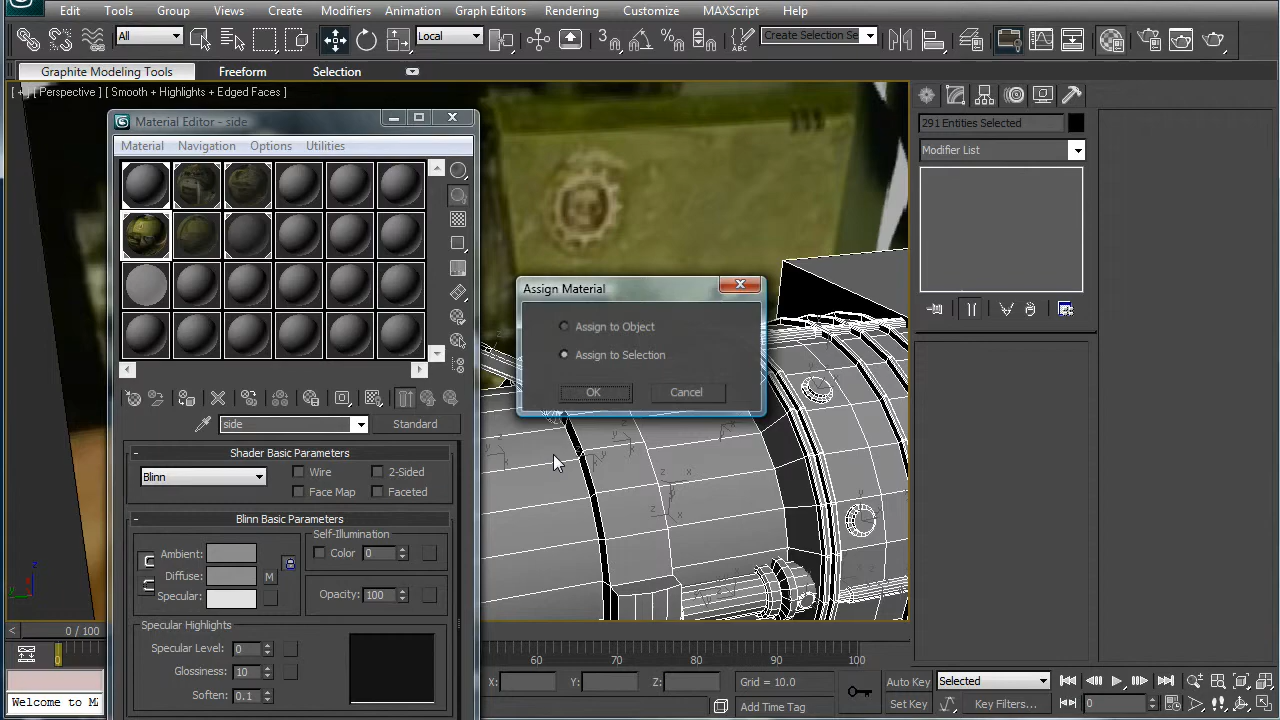 Edit Tools Group Views Create Modifiers Animation Graph Editors Rendering Customize MAXScript Help
All Local Create Selection Se
Graphite Modeling Tools Freeform Selection
[ + ] [ Perspective ] [ Smooth + Highlights + Edged Faces ]
Material Editor - side
Material Navigation Options Utilities
side Standard
- Shader Basic Parameters
Blinn Wire 2-Sided
Face Map Faceted
- Blinn Basic Parameters
Self-Illumination
Ambient: Color 0
Diffuse: M
Specular: Opacity: 100
Specular Highlights
Specular Level: 0
Glossiness: 10
Soften: 0.1
Assign Material
Assign to Object
Assign to Selection
OK Cancel
291 Entities Selected
Modifier List
0 / 100
0 60 70 80 90 100
X: Y: Z: Grid = 10.0 Auto Key Selected
Welcome to M Add Time Tag Set Key Key Filters... 0